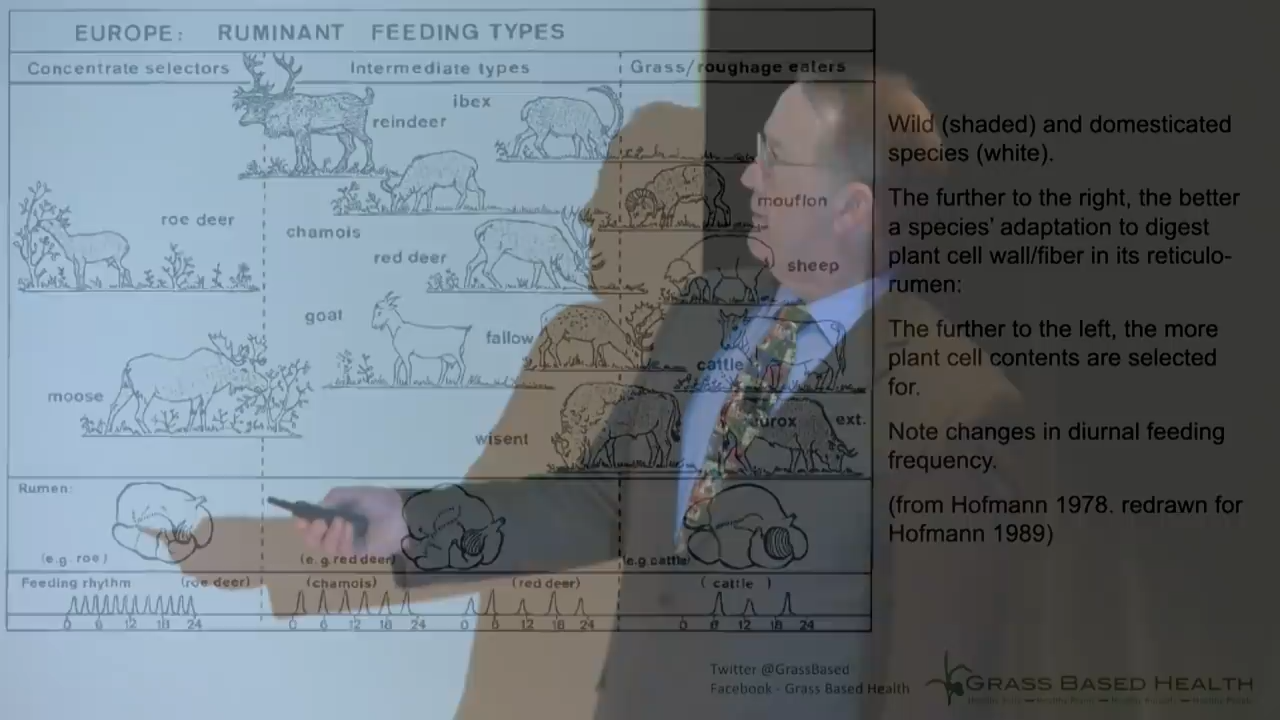 EUROPE: RUMINANT FEEDING TYPES
Concentrate selectors
Intermediate types
Grass/roughage eaters
ibex
reindeer
roe deer
chamois
red deer
mouflon
sheep
goat
fallow
cattle
moose
wisent
urox
ext.
Rumen:
(e.g. roe)
(e.g. red deer)
(e.g. cattle)
Feeding rhythm
(roe deer)
(chamois)
(red deer)
(cattle)
0 6 12 18 24
0 6 12 18 24
0 6 12 18 24
0 6 12 18 24
Wild (shaded) and domesticated
species (white).
The further to the right, the better
a species' adaptation to digest
plant cell wall/fiber in its reticulo-
rumen:
The further to the left, the more
plant cell contents are selected
for.
Note changes in diurnal feeding
frequency.
(from Hofmann 1978. redrawn for
Hofmann 1989)
Twitter @GrassBased
Facebook - Grass Based Health
GRASS BASED HEALTH